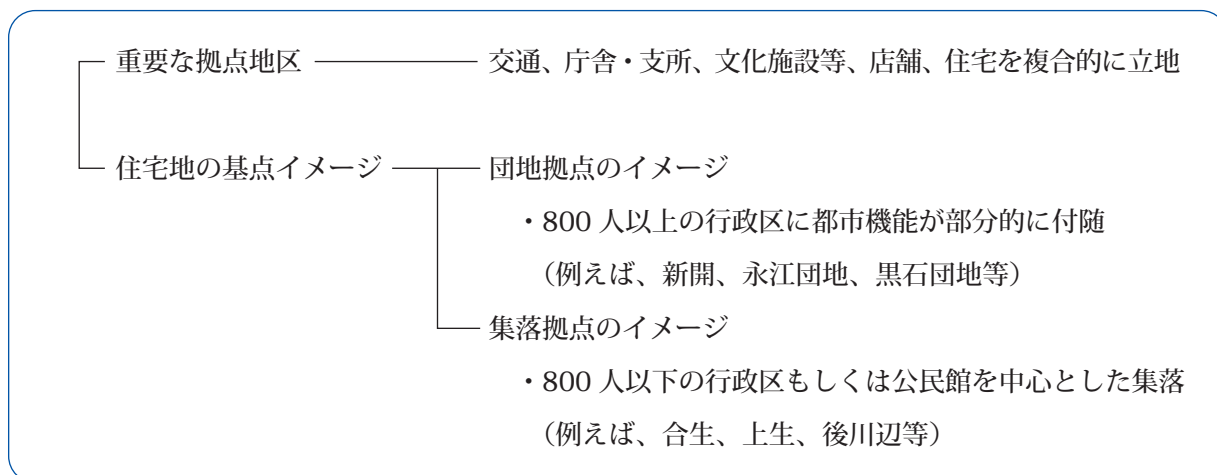 重要な拠点地区 交通、庁舎・支所、文化施設等、店舗、住宅を複合的に立地
住宅地の基点イメージ 団地拠点のイメージ
・800 人以上の行政区に都市機能が部分的に付随
（例えば、新開、永江団地、黒石団地等）
集落拠点のイメージ
・800 人以下の行政区もしくは公民館を中心とした集落
（例えば、合生、上生、後川辺等）